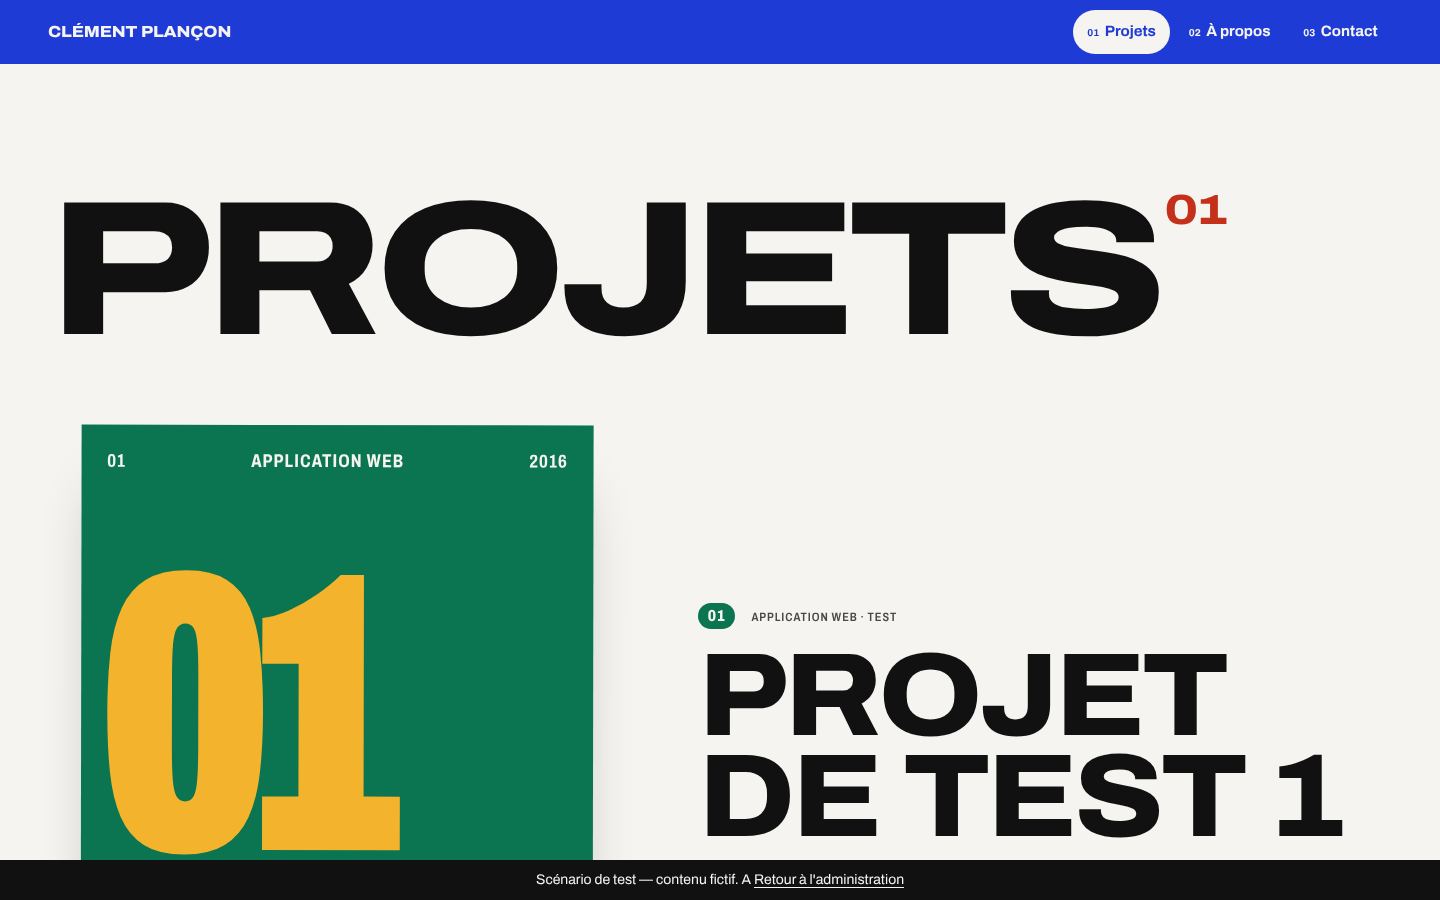 CLÉMENT PLANÇON
01 Projets
02 À propos
03 Contact
PROJETS 01
01 APPLICATION WEB 2016
01
01 APPLICATION WEB · TEST
PROJET
DE TEST 1
Scénario de test — contenu fictif. A Retour à l'administration